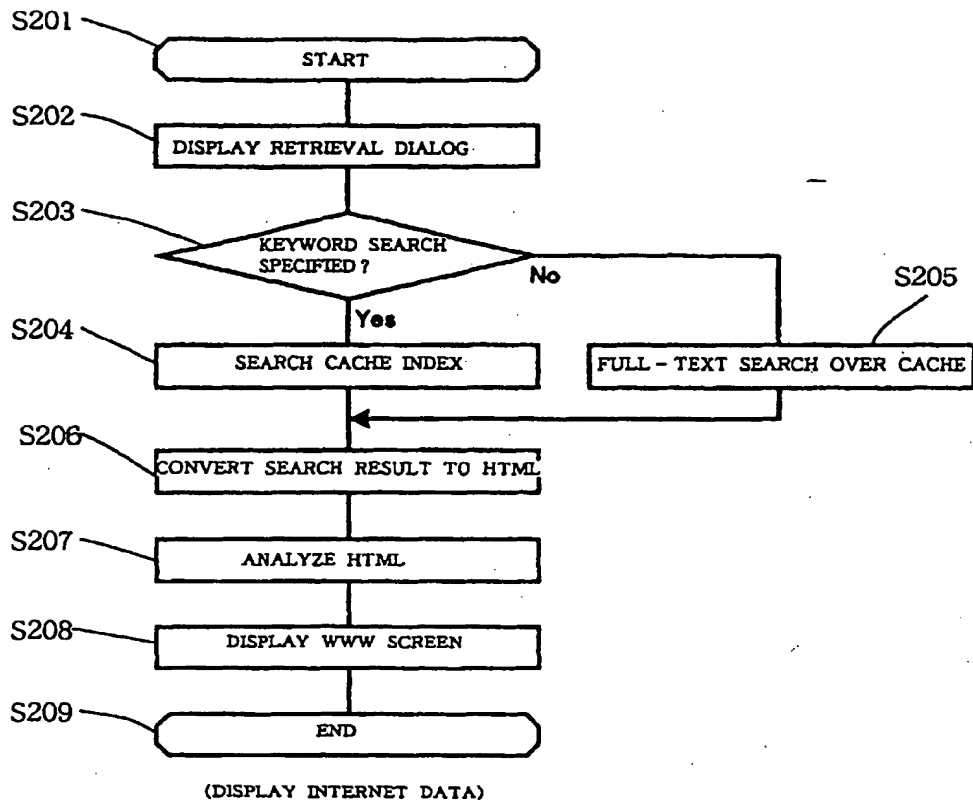 S201
START
S202
DISPLAY RETRIEVAL DIALOG
S203
KEYWORD SEARCH
SPECIFIED?
No
Yes
S204
SEARCH CACHE INDEX
S205
FULL-TEXT SEARCH OVER CACHE
S206
CONVERT SEARCH RESULT TO HTML
S207
ANALYZE HTML
S208
DISPLAY WWW SCREEN
S209
END
(DISPLAY INTERNET DATA)